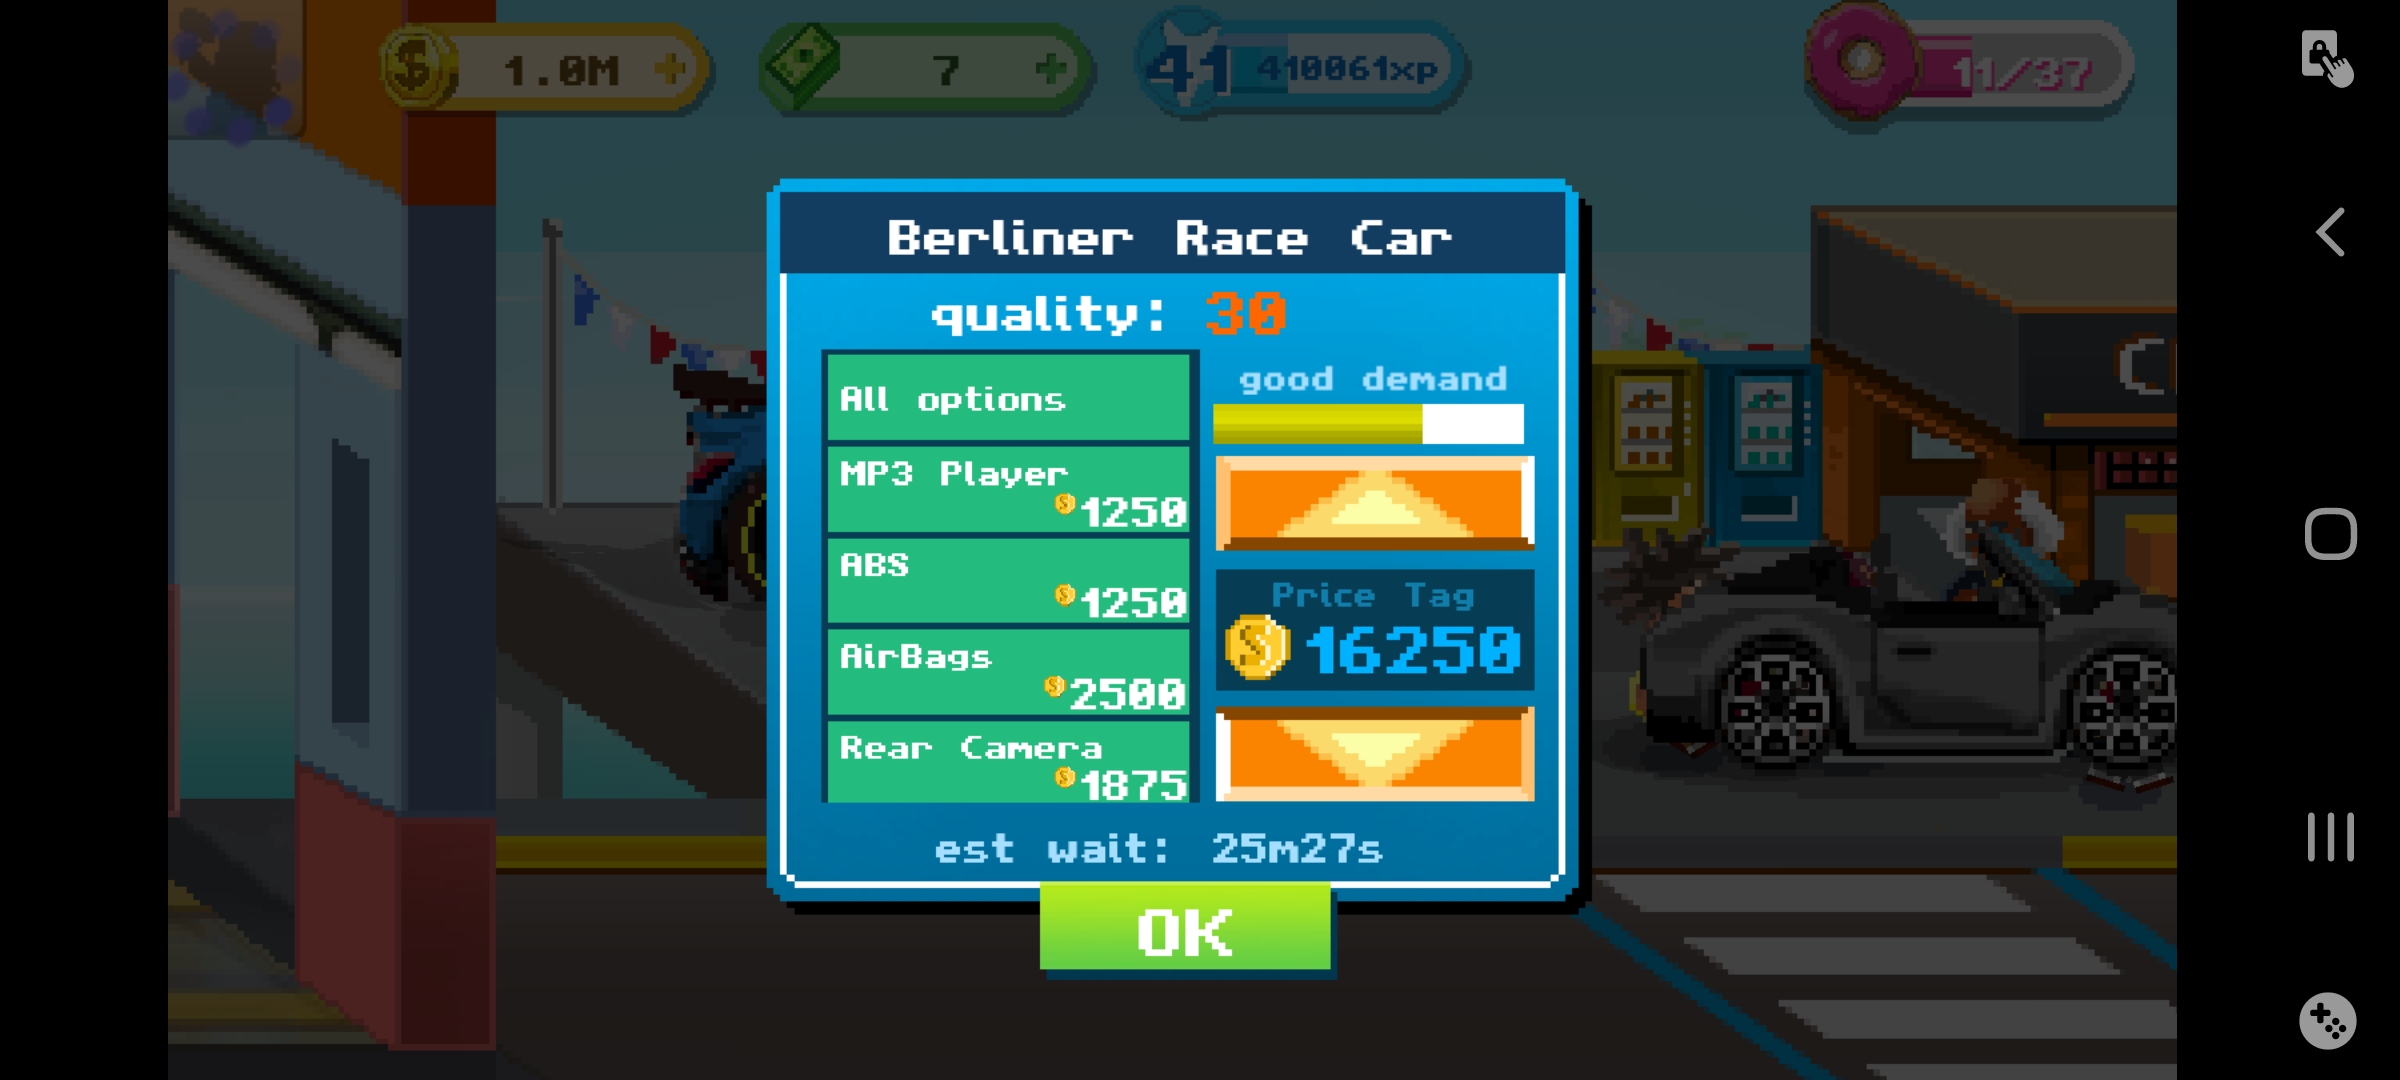 1.0M
7
41 410061xp
11/37
Berliner Race Car
quality: 30
All options
MP3 Player
1250
ABS
1250
AirBags
2500
Rear Camera
1875
good demand
Price Tag
16250
est wait: 25m27s
OK